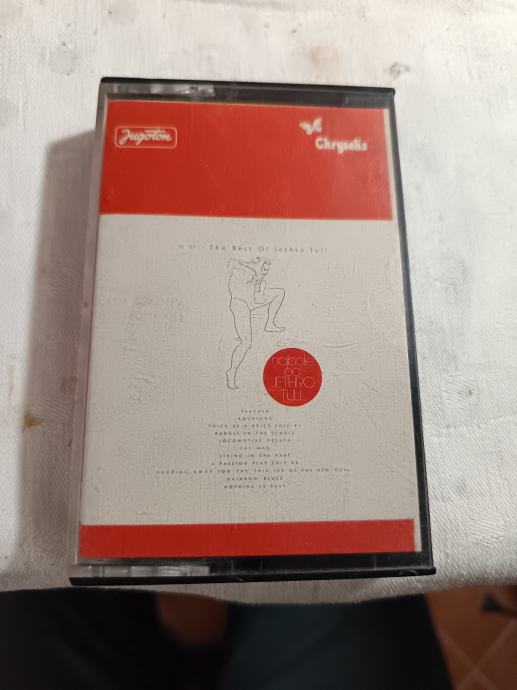 Jugoton
Chrysalis
M.U. - The Best Of Jethro Tull
najbolje
od
JETHRO
TULL
TEACHER
AQUALUNG
THICK AS A BRICK EDIT #1
BUNGLE IN THE JUNGLE
LOCOMOTIVE BREATH
FAT MAN
LIVING IN THE PAST
A PASSION PLAY EDIT #8
SKATING AWAY ON THE THIN ICE OF THE NEW DEAL
RAINBOW BLUES
NOTHING IS EASY